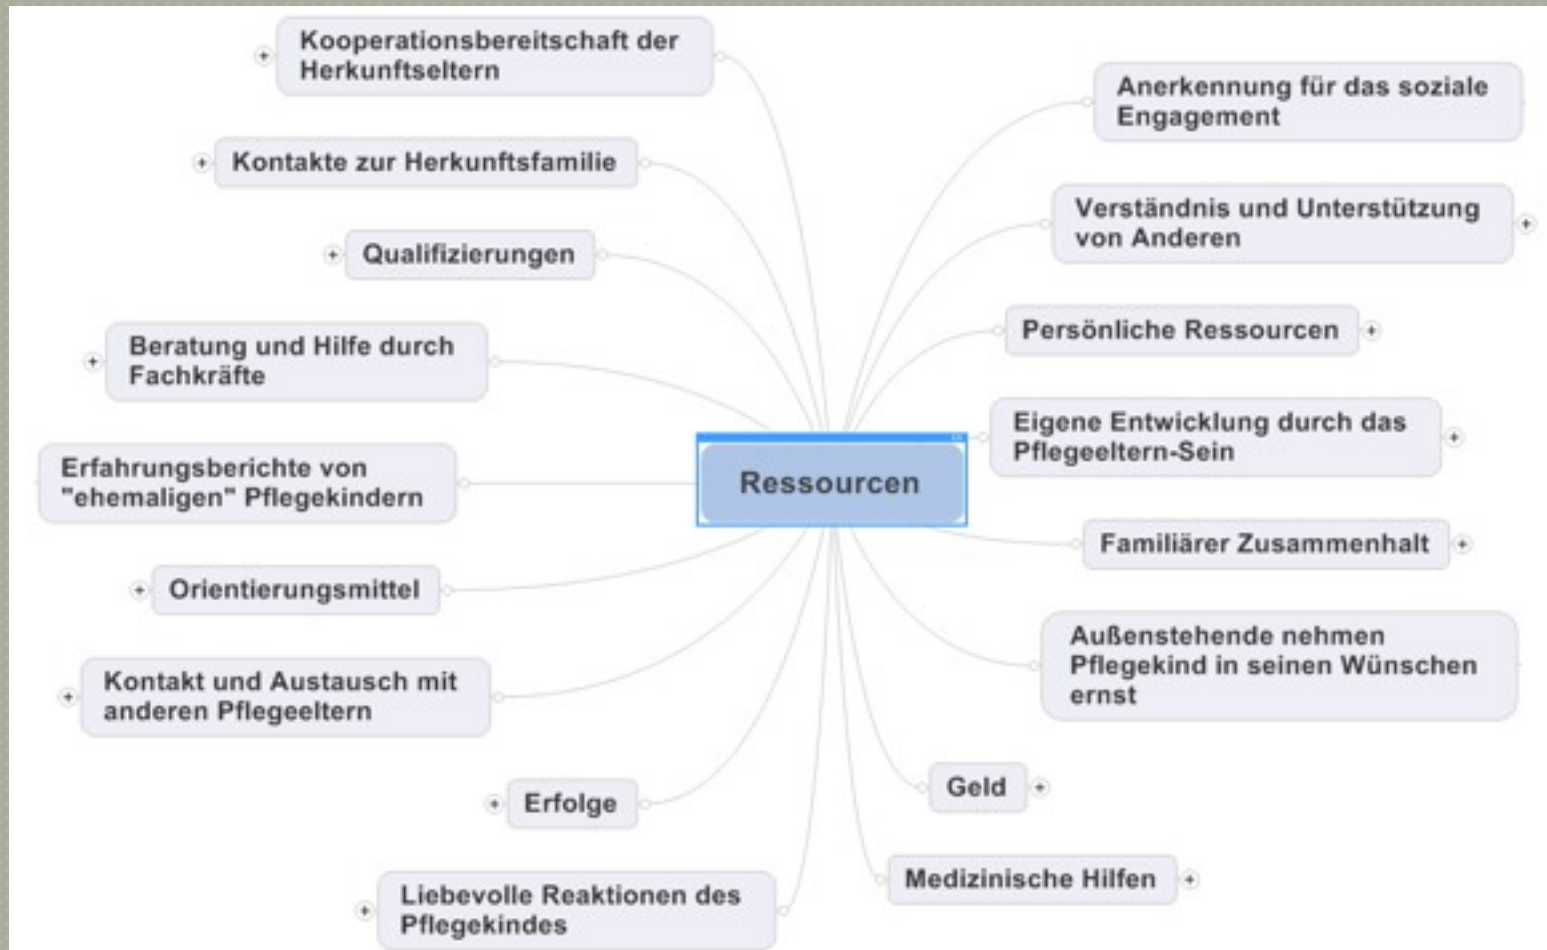 Kooperationsbereitschaft der
Herkunftseltern
Kontakte zur Herkunftsfamilie
Qualifizierungen
Beratung und Hilfe durch
Fachkräfte
Erfahrungsberichte von
"ehemaligen" Pflegekindern
Orientierungsmittel
Kontakt und Austausch mit
anderen Pflegeeltern
Erfolge
Liebevolle Reaktionen des
Pflegekindes
Ressourcen
Anerkennung für das soziale
Engagement
Verständnis und Unterstützung
von Anderen
Persönliche Ressourcen
Eigene Entwicklung durch das
Pflegeeltern-Sein
Familiärer Zusammenhalt
Außenstehende nehmen
Pflegekind in seinen Wünschen
ernst
Geld
Medizinische Hilfen